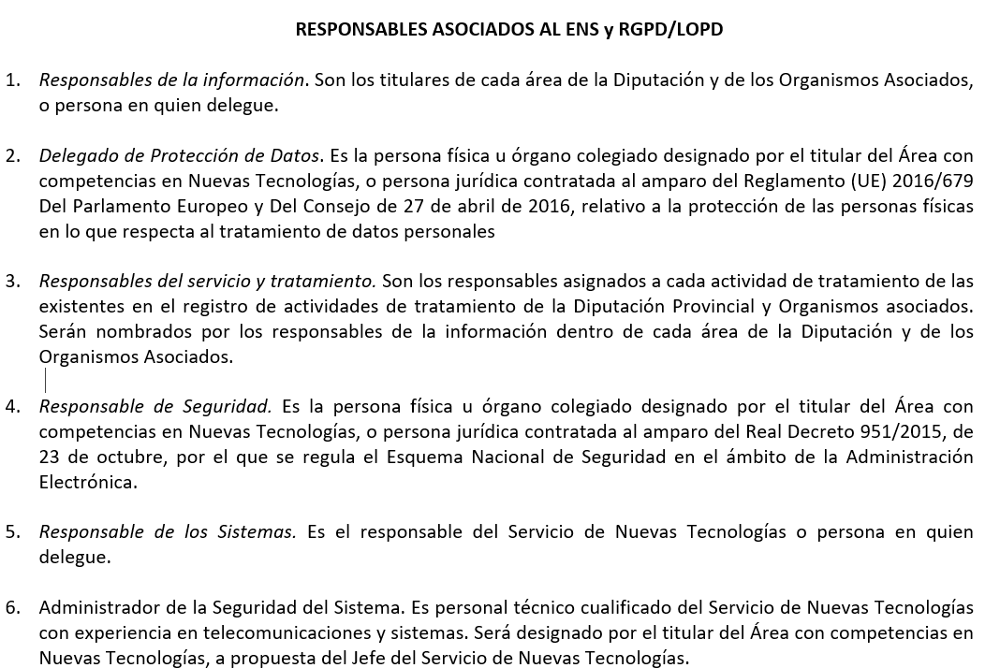 RESPONSABLES ASOCIADOS AL ENS y RGPD/LOPD
1. Responsables de la información. Son los titulares de cada área de la Diputación y de los Organismos Asociados,
o persona en quien delegue.
2. Delegado de Protección de Datos. Es la persona física u órgano colegiado designado por el titular del Área con
competencias en Nuevas Tecnologías, o persona jurídica contratada al amparo del Reglamento (UE) 2016/679
Del Parlamento Europeo y Del Consejo de 27 de abril de 2016, relativo a la protección de las personas físicas
en lo que respecta al tratamiento de datos personales
3. Responsables del servicio y tratamiento. Son los responsables asignados a cada actividad de tratamiento de las
existentes en el registro de actividades de tratamiento de la Diputación Provincial y Organismos asociados.
Serán nombrados por los responsables de la información dentro de cada área de la Diputación y de los
Organismos Asociados.
4. Responsable de Seguridad. Es la persona física u órgano colegiado designado por el titular del Área con
competencias en Nuevas Tecnologías, o persona jurídica contratada al amparo del Real Decreto 951/2015, de
23 de octubre, por el que se regula el Esquema Nacional de Seguridad en el ámbito de la Administración
Electrónica.
5. Responsable de los Sistemas. Es el responsable del Servicio de Nuevas Tecnologías o persona en quien
delegue.
6. Administrador de la Seguridad del Sistema. Es personal técnico cualificado del Servicio de Nuevas Tecnologías
con experiencia en telecomunicaciones y sistemas. Será designado por el titular del Área con competencias en
Nuevas Tecnologías, a propuesta del Jefe del Servicio de Nuevas Tecnologías.